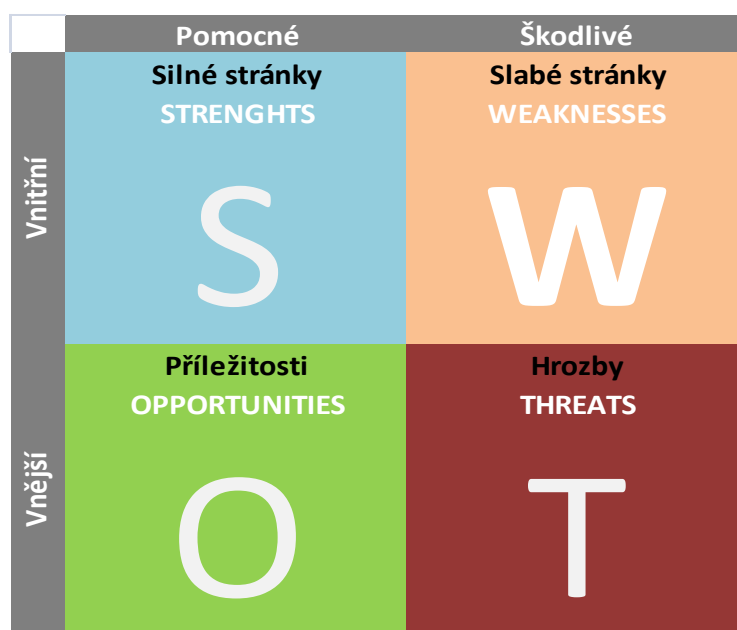 Pomocné
Škodlivé
Vnitřní
Silné stránky
STRENGHTS
S
Slabé stránky
WEAKNESSES
W
Vnější
Příležitosti
OPPORTUNITIES
O
Hrozby
THREATS
T